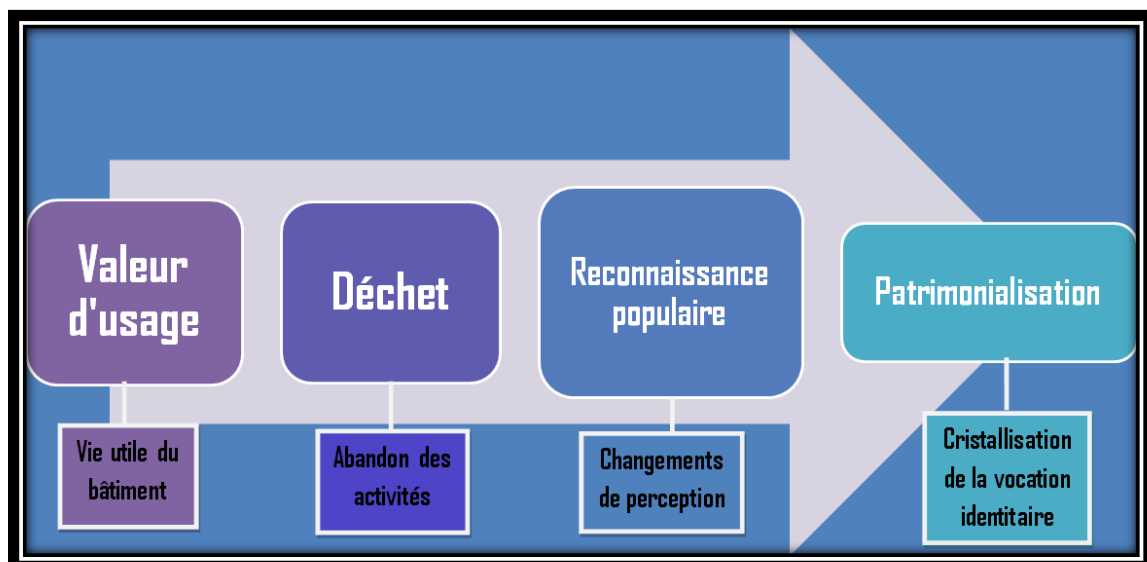 Valeur
d'usage
Déchet
Reconnaissance
populaire
Patrimonialisation
Vie utile du
bâtiment
Abandon des
activités
Changements
de perception
Cristallisation
de la vocation
identitaire